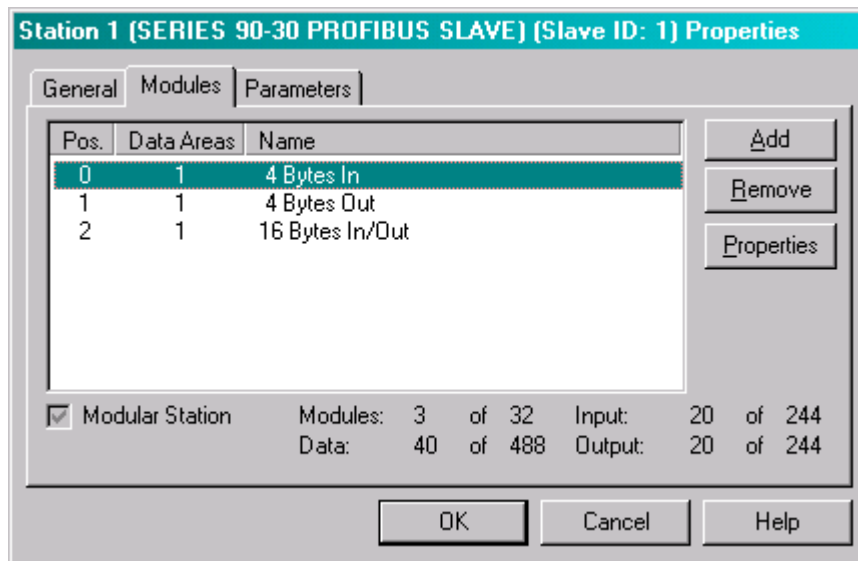 Station 1 (SERIES 90-30 PROFIBUS SLAVE) (Slave ID: 1) Properties
General Modules Parameters
Pos. Data Areas Name
0 1 4 Bytes In
1 1 4 Bytes Out
2 1 16 Bytes In/Out
Add
Remove
Properties
Modular Station Modules: 3 of 32 Input: 20 of 244
Data: 40 of 488 Output: 20 of 244
OK Cancel Help